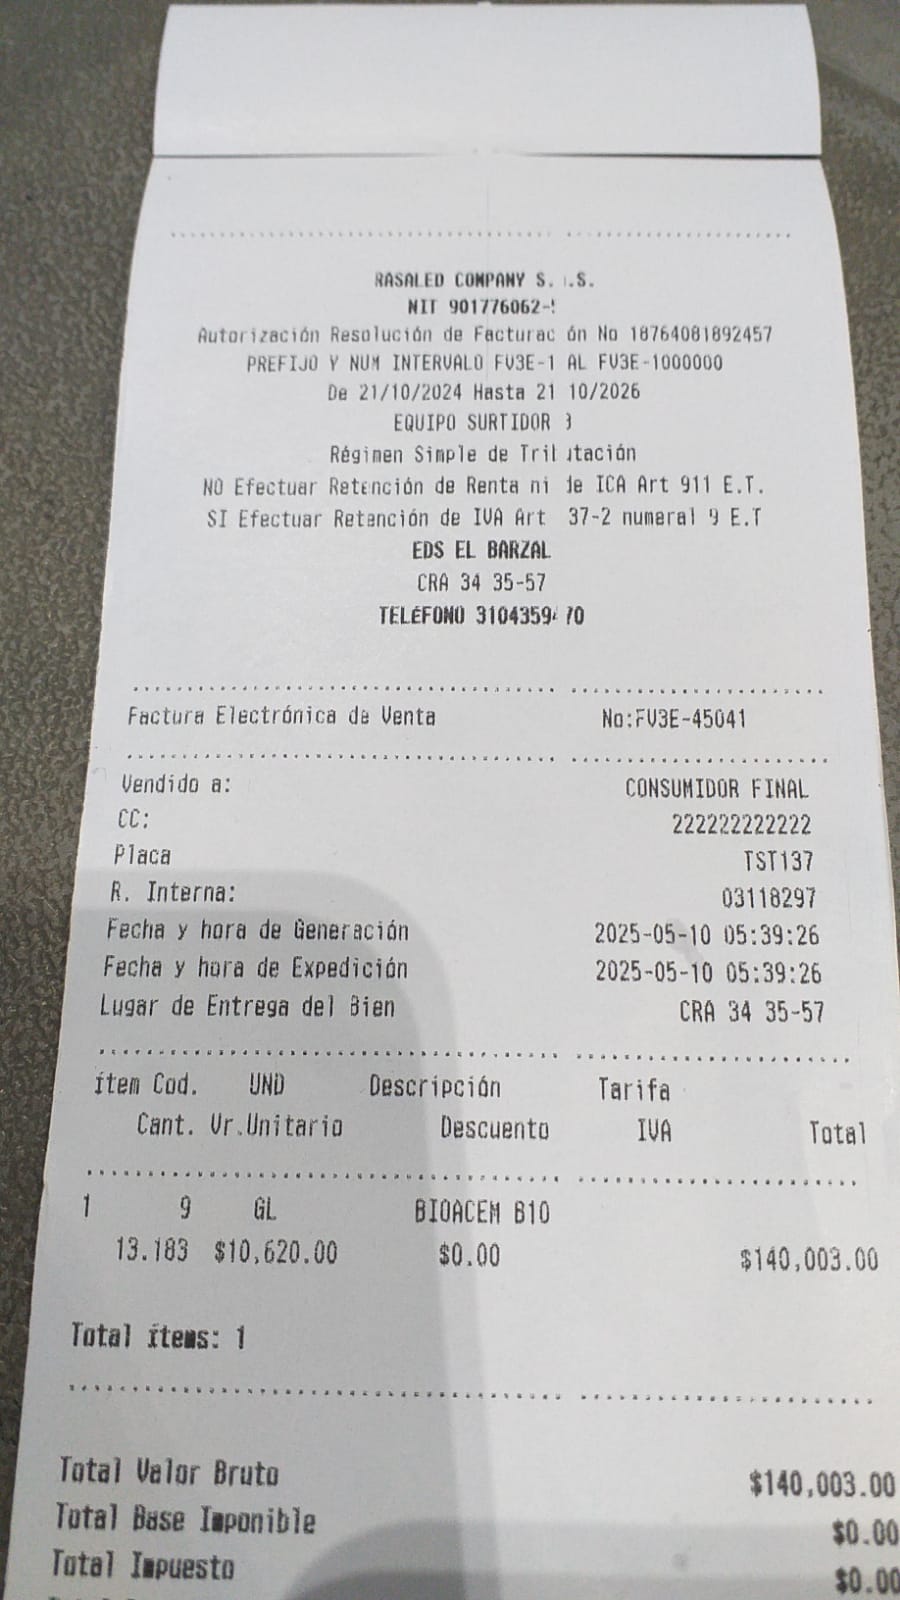 RASALED COMPANY S. .S.
NIT 901776062-
Autorización Resolución de Facturac ón No 18764081892457
PREFIJO Y NUM INTERVALO FV3E-1 AL FV3E-1000000
De 21/10/2024 Hasta 21 10/2026
EQUIPO SURTIDOR
Régimen Simple de Tributación
NO Efectuar Retención de Renta ni de ICA Art 911 E.T.
SI Efectuar Retención de IVA Art 37-2 numeral 9 E.T
EDS EL BARZAL
CRA 34 35-57
TELÉFONO
Factura Electrónica de Venta No:FV3E-45041
Vendido a: CONSUMIDOR FINAL
CC: 222222222222
Placa TST137
R. Interna: 03118297
Fecha y hora de Generación 2025-05-10 05:39:26
Fecha y hora de Expedición 2025-05-10 05:39:26
Lugar de Entrega del Bien CRA 34 35-57
ítem Cod. UND Descripción Tarifa
Cant. Vr.Unitario Descuento IVA Total
1 9 GL BIOACEM B10
13.183 $10,620.00 $0.00 $140,003.00
Total ítems: 1
Total Valor Bruto $140,003.00
Total Base Imponible $0.00
Total Impuesto $0.00